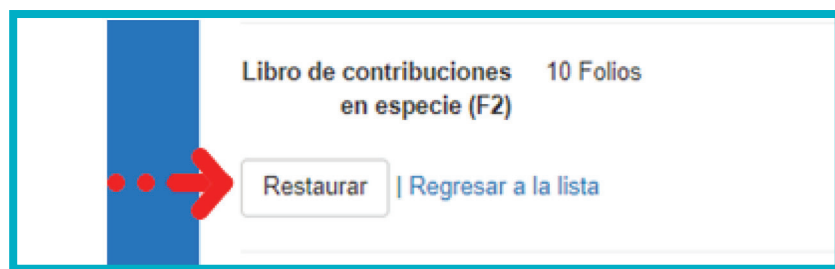 Libro de contribuciones 10 Folios
en especie (F2)
Restaurar | Regresar a la lista